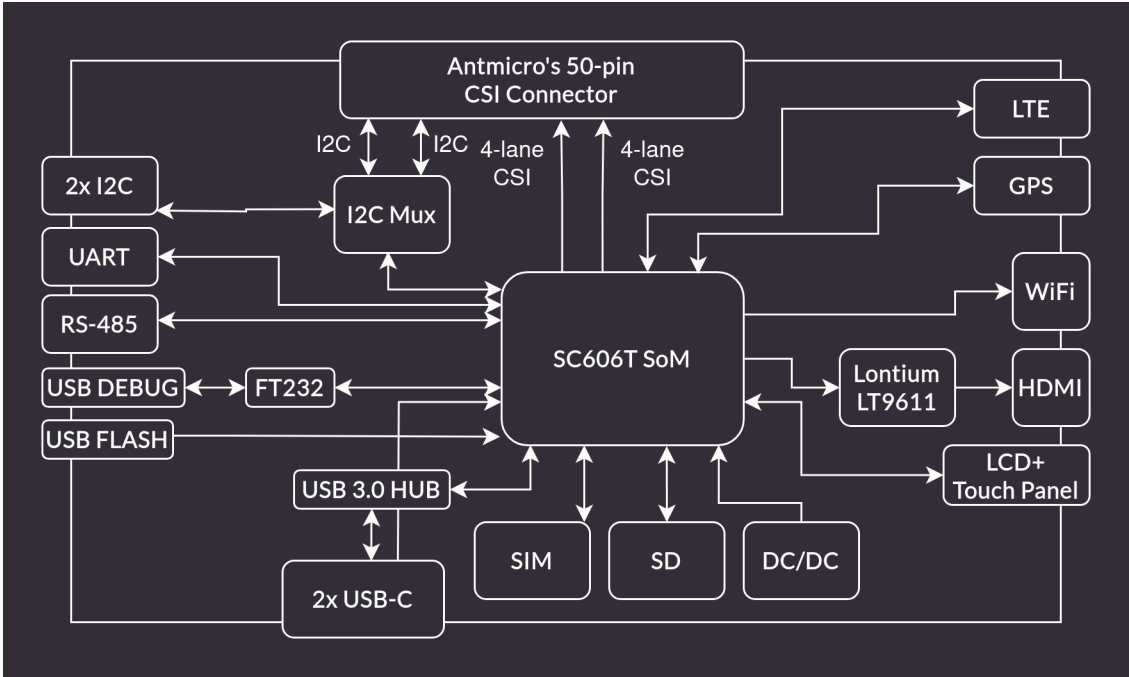 Antmicro's 50-pin
CSI Connector
LTE
I2C
I2C
4-lane
CSI
4-lane
CSI
2x I2C
I2C Mux
GPS
UART
WiFi
RS-485
SC606T SoM
Lontium
LT9611
HDMI
USB DEBUG
FT232
USB FLASH
LCD+
Touch Panel
USB 3.0 HUB
SIM
SD
DC/DC
2x USB-C